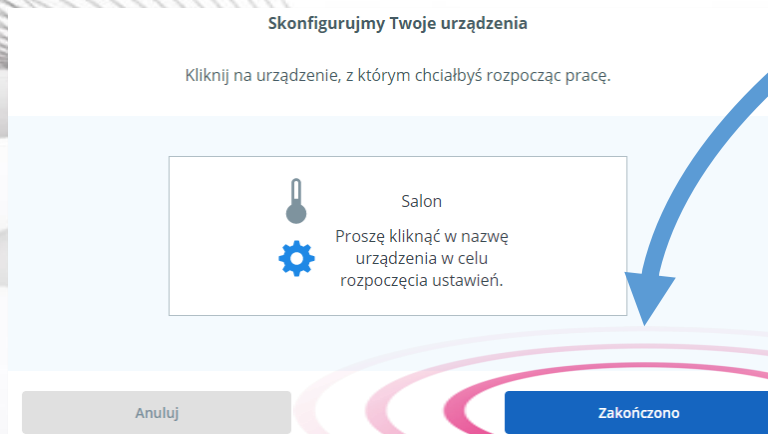 Skonfigurujmy Twoje urządzenia
Kliknij na urządzenie, z którym chciałbyś rozpocząc pracę.
Salon
Proszę kliknąć w nazwę
urządzenia w celu
rozpoczęcia ustawień.
Anuluj
Zakończono